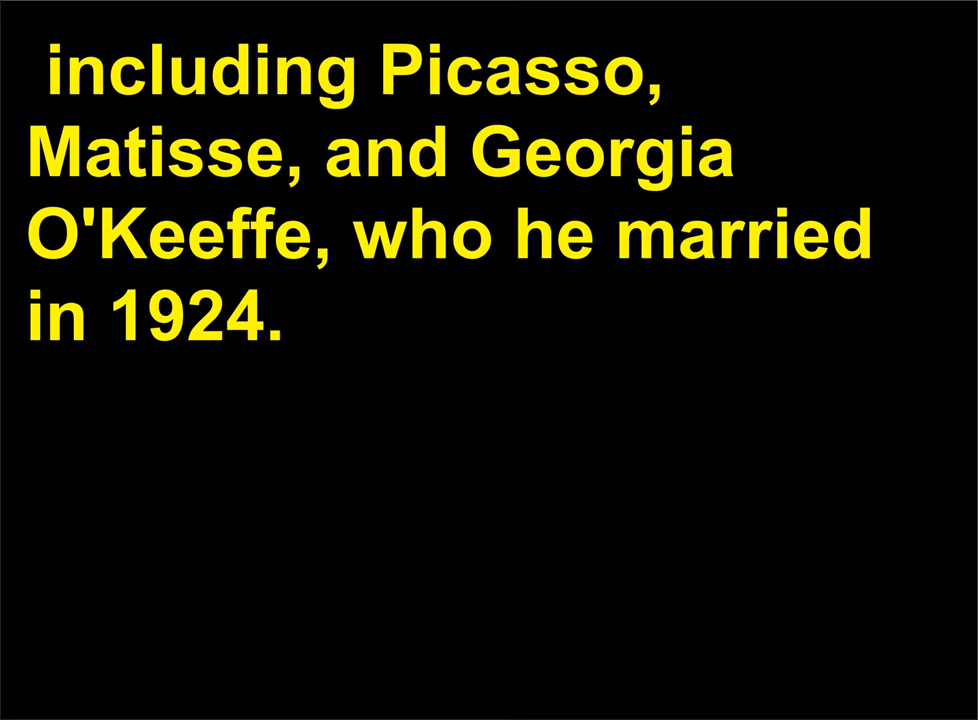 including Picasso,
Matisse, and Georgia
O'Keeffe, who he married
in 1924.